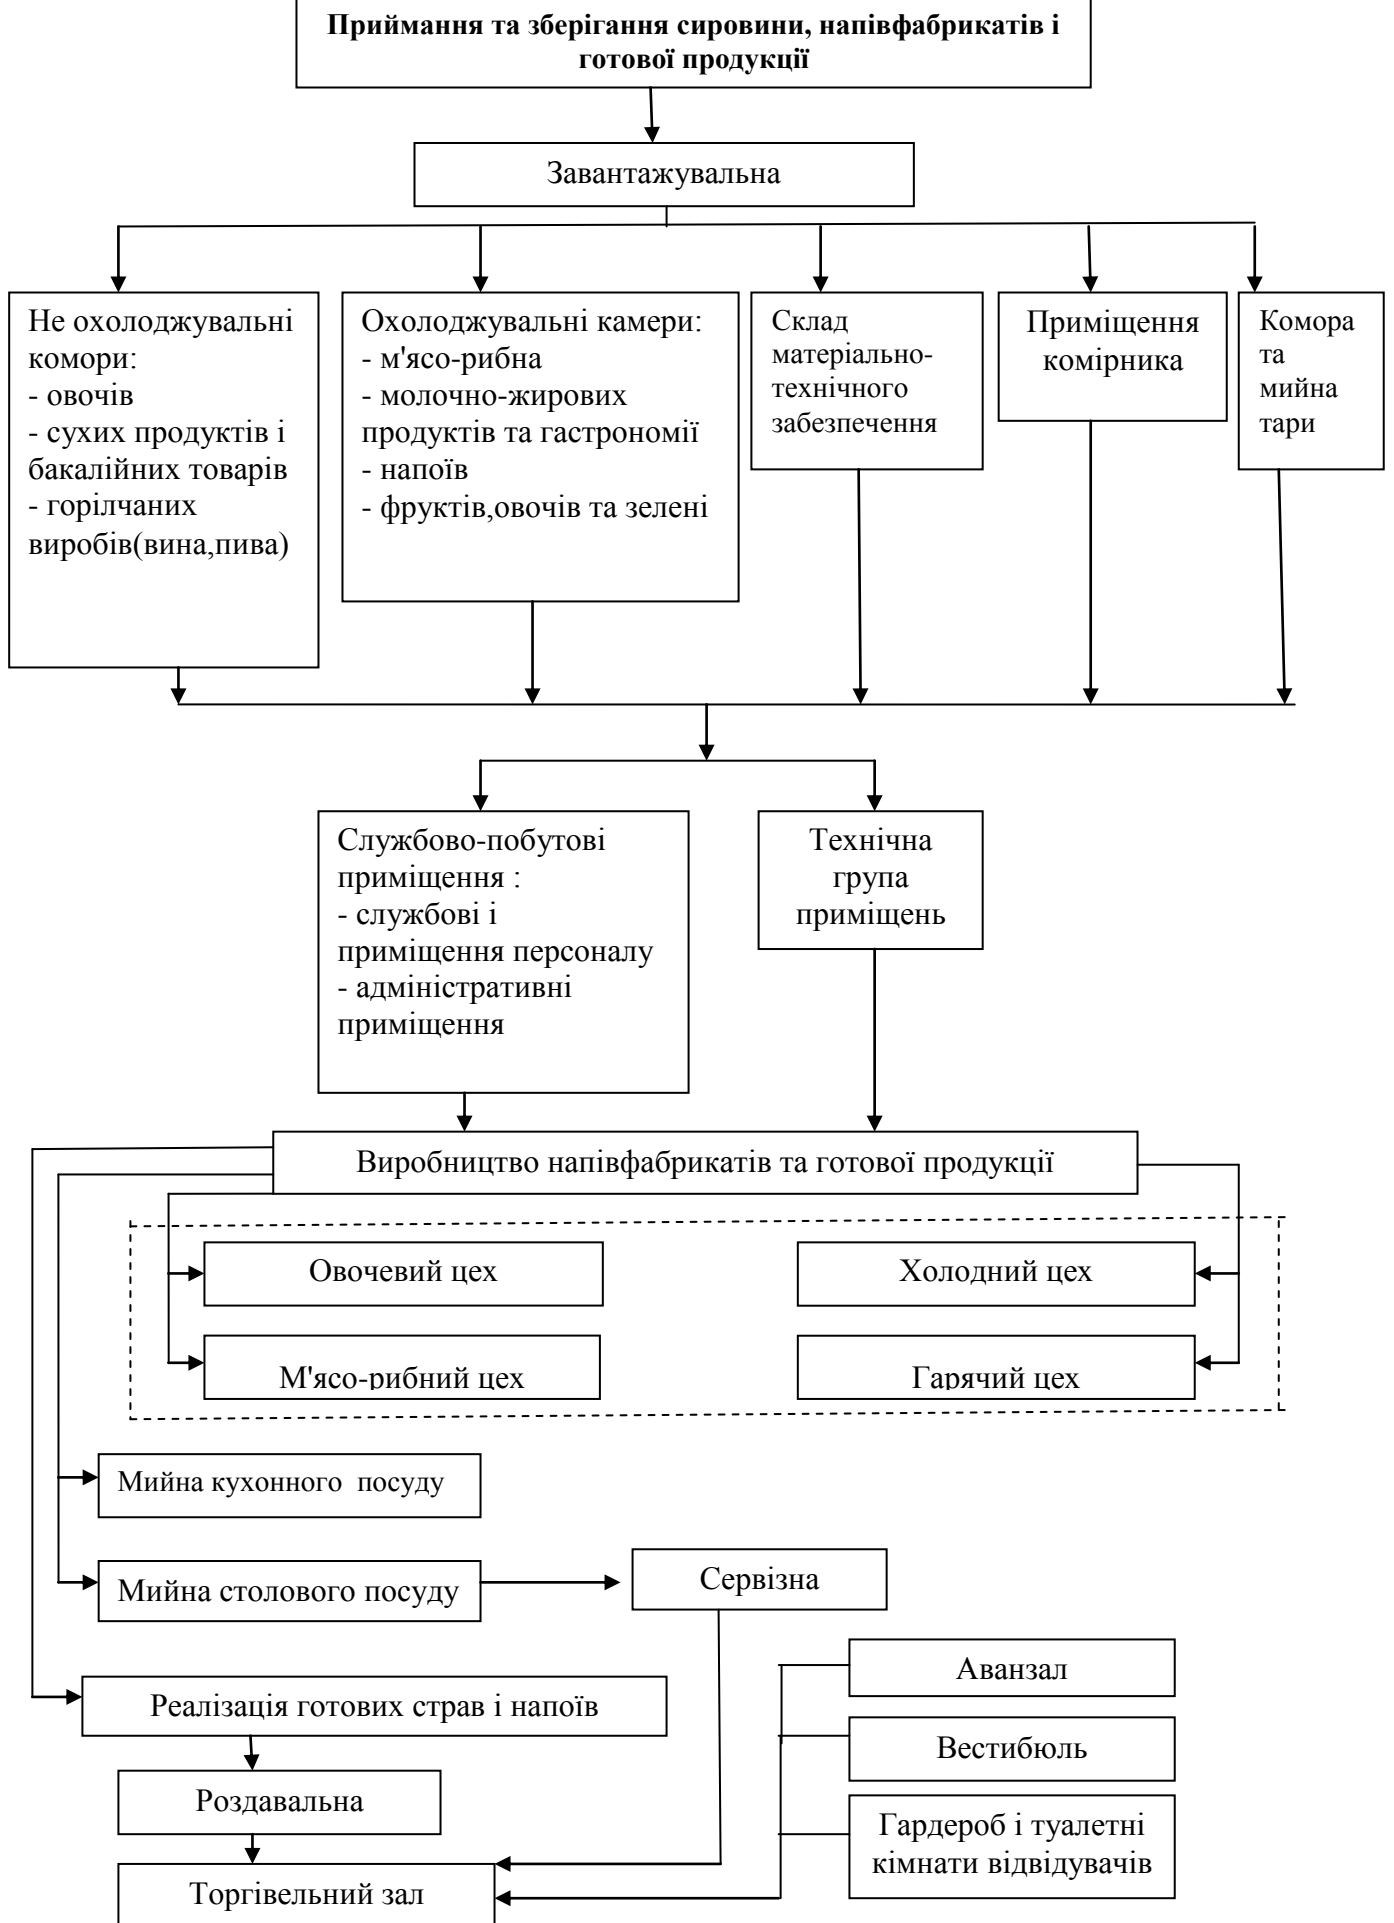 Приймання та зберігання сировини, напівфабрикатів і
готової продукції
Завантажувальна
Не охолоджувальні
комори:
- овочів
- сухих продуктів і
бакалійних товарів
- горілчаних
виробів(вина,пива)
Охолоджувальні камери:
- м'ясо-рибна
- молочно-жирових
продуктів та гастрономії
- напоїв
- фруктів,овочів та зелені
Склад
матеріально-
технічного
забезпечення
Приміщення
комірника
Комора
та
мийна
тари
Службово-побутові
приміщення :
- службові і
приміщення персоналу
- адміністративні
приміщення
Технічна
група
приміщень
Виробництво напівфабрикатів та готової продукції
Овочевий цех
Холодний цех
М'ясо-рибний цех
Гарячий цех
Мийна кухонного посуду
Мийна столового посуду
Сервізна
Аванзал
Реалізація готових страв і напоїв
Вестибюль
Роздавальна
Гардероб і туалетні
кімнати відвідувачів
Торгівельний зал